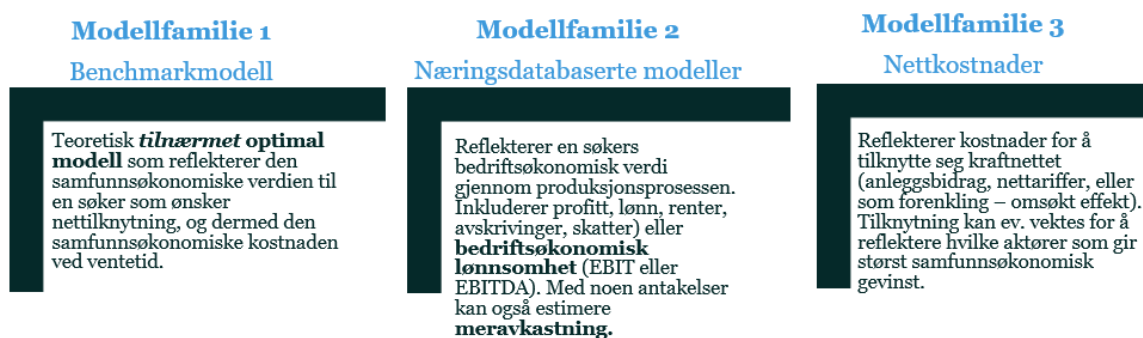 Modellfamilie 1
Benchmarkmodell
Teoretisk tilnærmet optimal
modell som reflekterer den
samfunnsøkonomiske verdien til
en søker som ønsker
nettilknytning, og dermed den
samfunnsøkonomiske kostnaden
ved ventetid.
Modellfamilie 2
Næringsdatabaserte modeller
Reflekterer en søkers
bedriftsøkonomisk verdi
gjennom produksjonsprosessen.
Inkluderer profitt, lønn, renter,
avskrivinger, skatter) eller
bedriftsøkonomisk
lønnsomhet (EBIT eller
EBITDA). Med noen antakelser
kan også estimere
meravkastning.
Modellfamilie 3
Nettkostnader
Reflekterer kostnader for å
tilknytte seg kraftnettet
(anleggsbidrag, nettariffer, eller
som forenkling – omsøkt effekt).
Tilknytning kan ev. vektes for å
reflektere hvilke aktører som gir
størst samfunnsøkonomisk
gevinst.